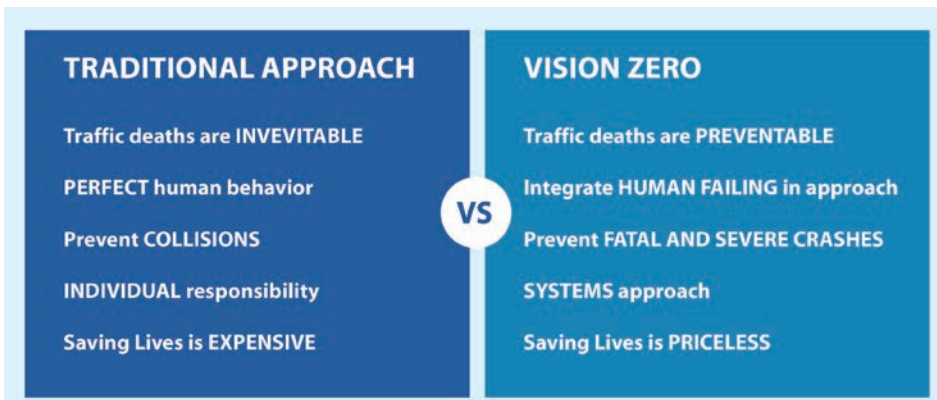 TRADITIONAL APPROACH
Traffic deaths are INVEVITABLE
PERFECT human behavior
Prevent COLLISIONS
INDIVIDUAL responsibility
Saving Lives is EXPENSIVE
VS
VISION ZERO
Traffic deaths are PREVENTABLE
Integrate HUMAN FAILING in approach
Prevent FATAL AND SEVERE CRASHES
SYSTEMS approach
Saving Lives is PRICELESS